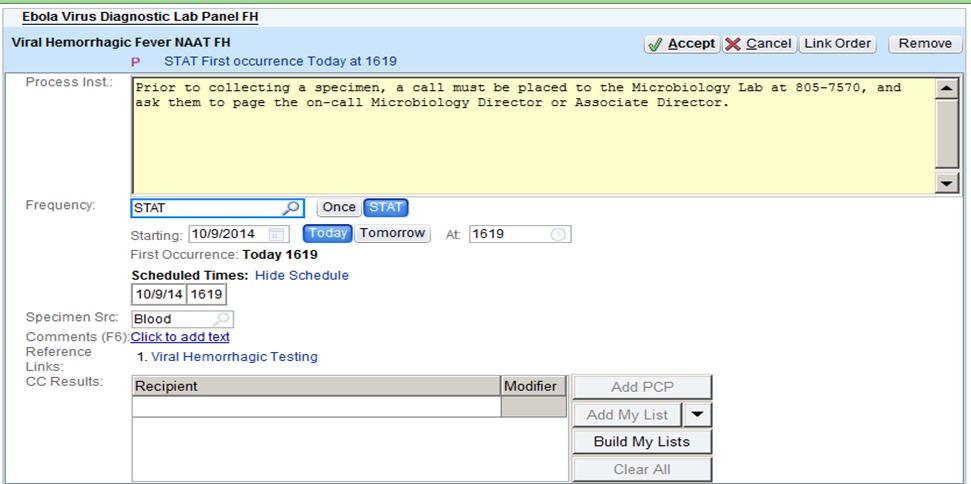 Ebola Virus Diagnostic Lab Panel FH
Viral Hemorrhagic Fever NAAT FH
Accept Cancel Link Order Remove
P STAT First occurrence Today at 1619
Process Inst.: Prior to collecting a specimen, a call must be placed to the Microbiology Lab at 805-7570, and
ask them to page the on-call Microbiology Director or Associate Director.
Frequency: STAT Once STAT
Starting: 10/9/2014 Today Tomorrow At: 1619
First Occurrence: Today 1619
Scheduled Times: Hide Schedule
10/9/14 1619
Specimen Src: Blood
Comments (F6): Click to add text
Reference
Links: 1. Viral Hemorrhagic Testing
CC Results: Recipient Modifier Add PCP
Add My List
Build My Lists
Clear All